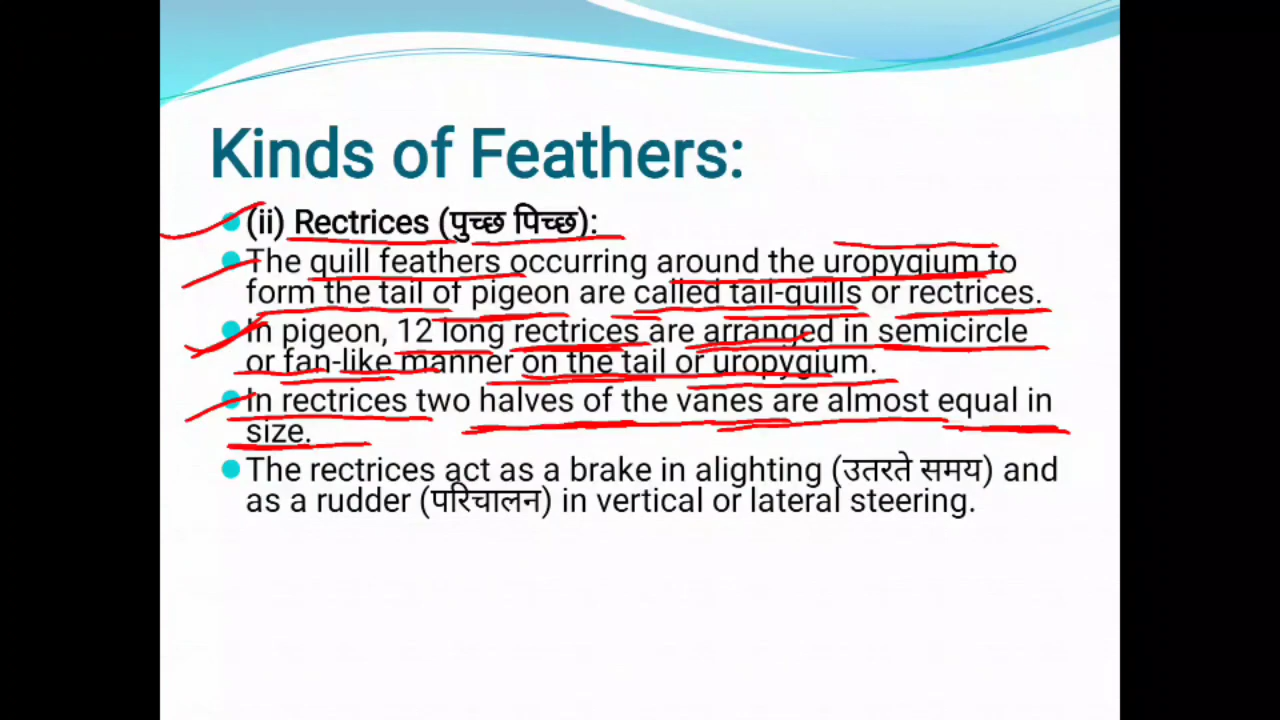 Kinds of Feathers:
(ii) Rectrices (पुच्छ पिच्छ):
The quill feathers occurring around the uropygium to
form the tail of pigeon are called tail-quills or rectrices.
In pigeon, 12 long rectrices are arranged in semicircle
or fan-like manner on the tail or uropygium.
In rectrices two halves of the vanes are almost equal in
size.
The rectrices act as a brake in alighting (उतरते समय) and
as a rudder (परिचालन) in vertical or lateral steering.